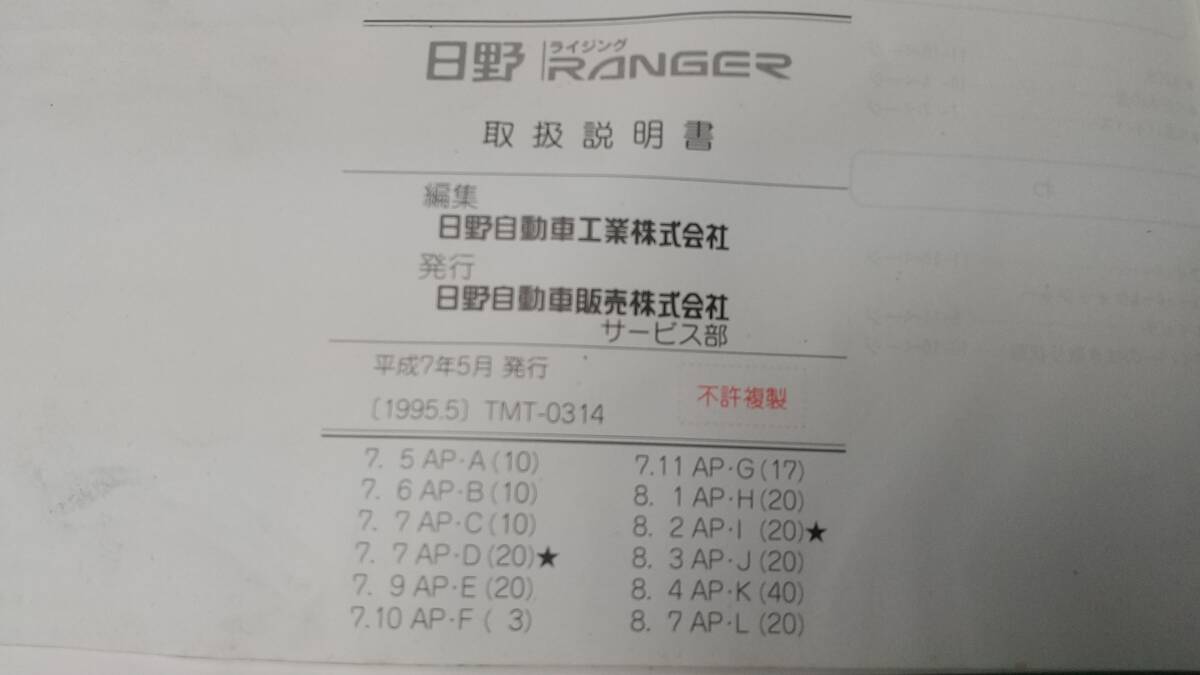 日野 ライジング RANGER
取扱説明書
編集
日野自動車工業株式会社
発行
日野自動車販売株式会社
サービス部
平成7年5月 発行
〔1995.5〕 TMT-0314
不許複製
7. 5 AP·A (10)
7. 6 AP·B (10)
7. 7 AP·C (10)
7. 7 AP·D (20)★
7. 9 AP·E (20)
7.10 AP·F ( 3)
7.11 AP·G (17)
8. 1 AP·H (20)
8. 2 AP·I (20)★
8. 3 AP·J (20)
8. 4 AP·K (40)
8. 7 AP·L (20)